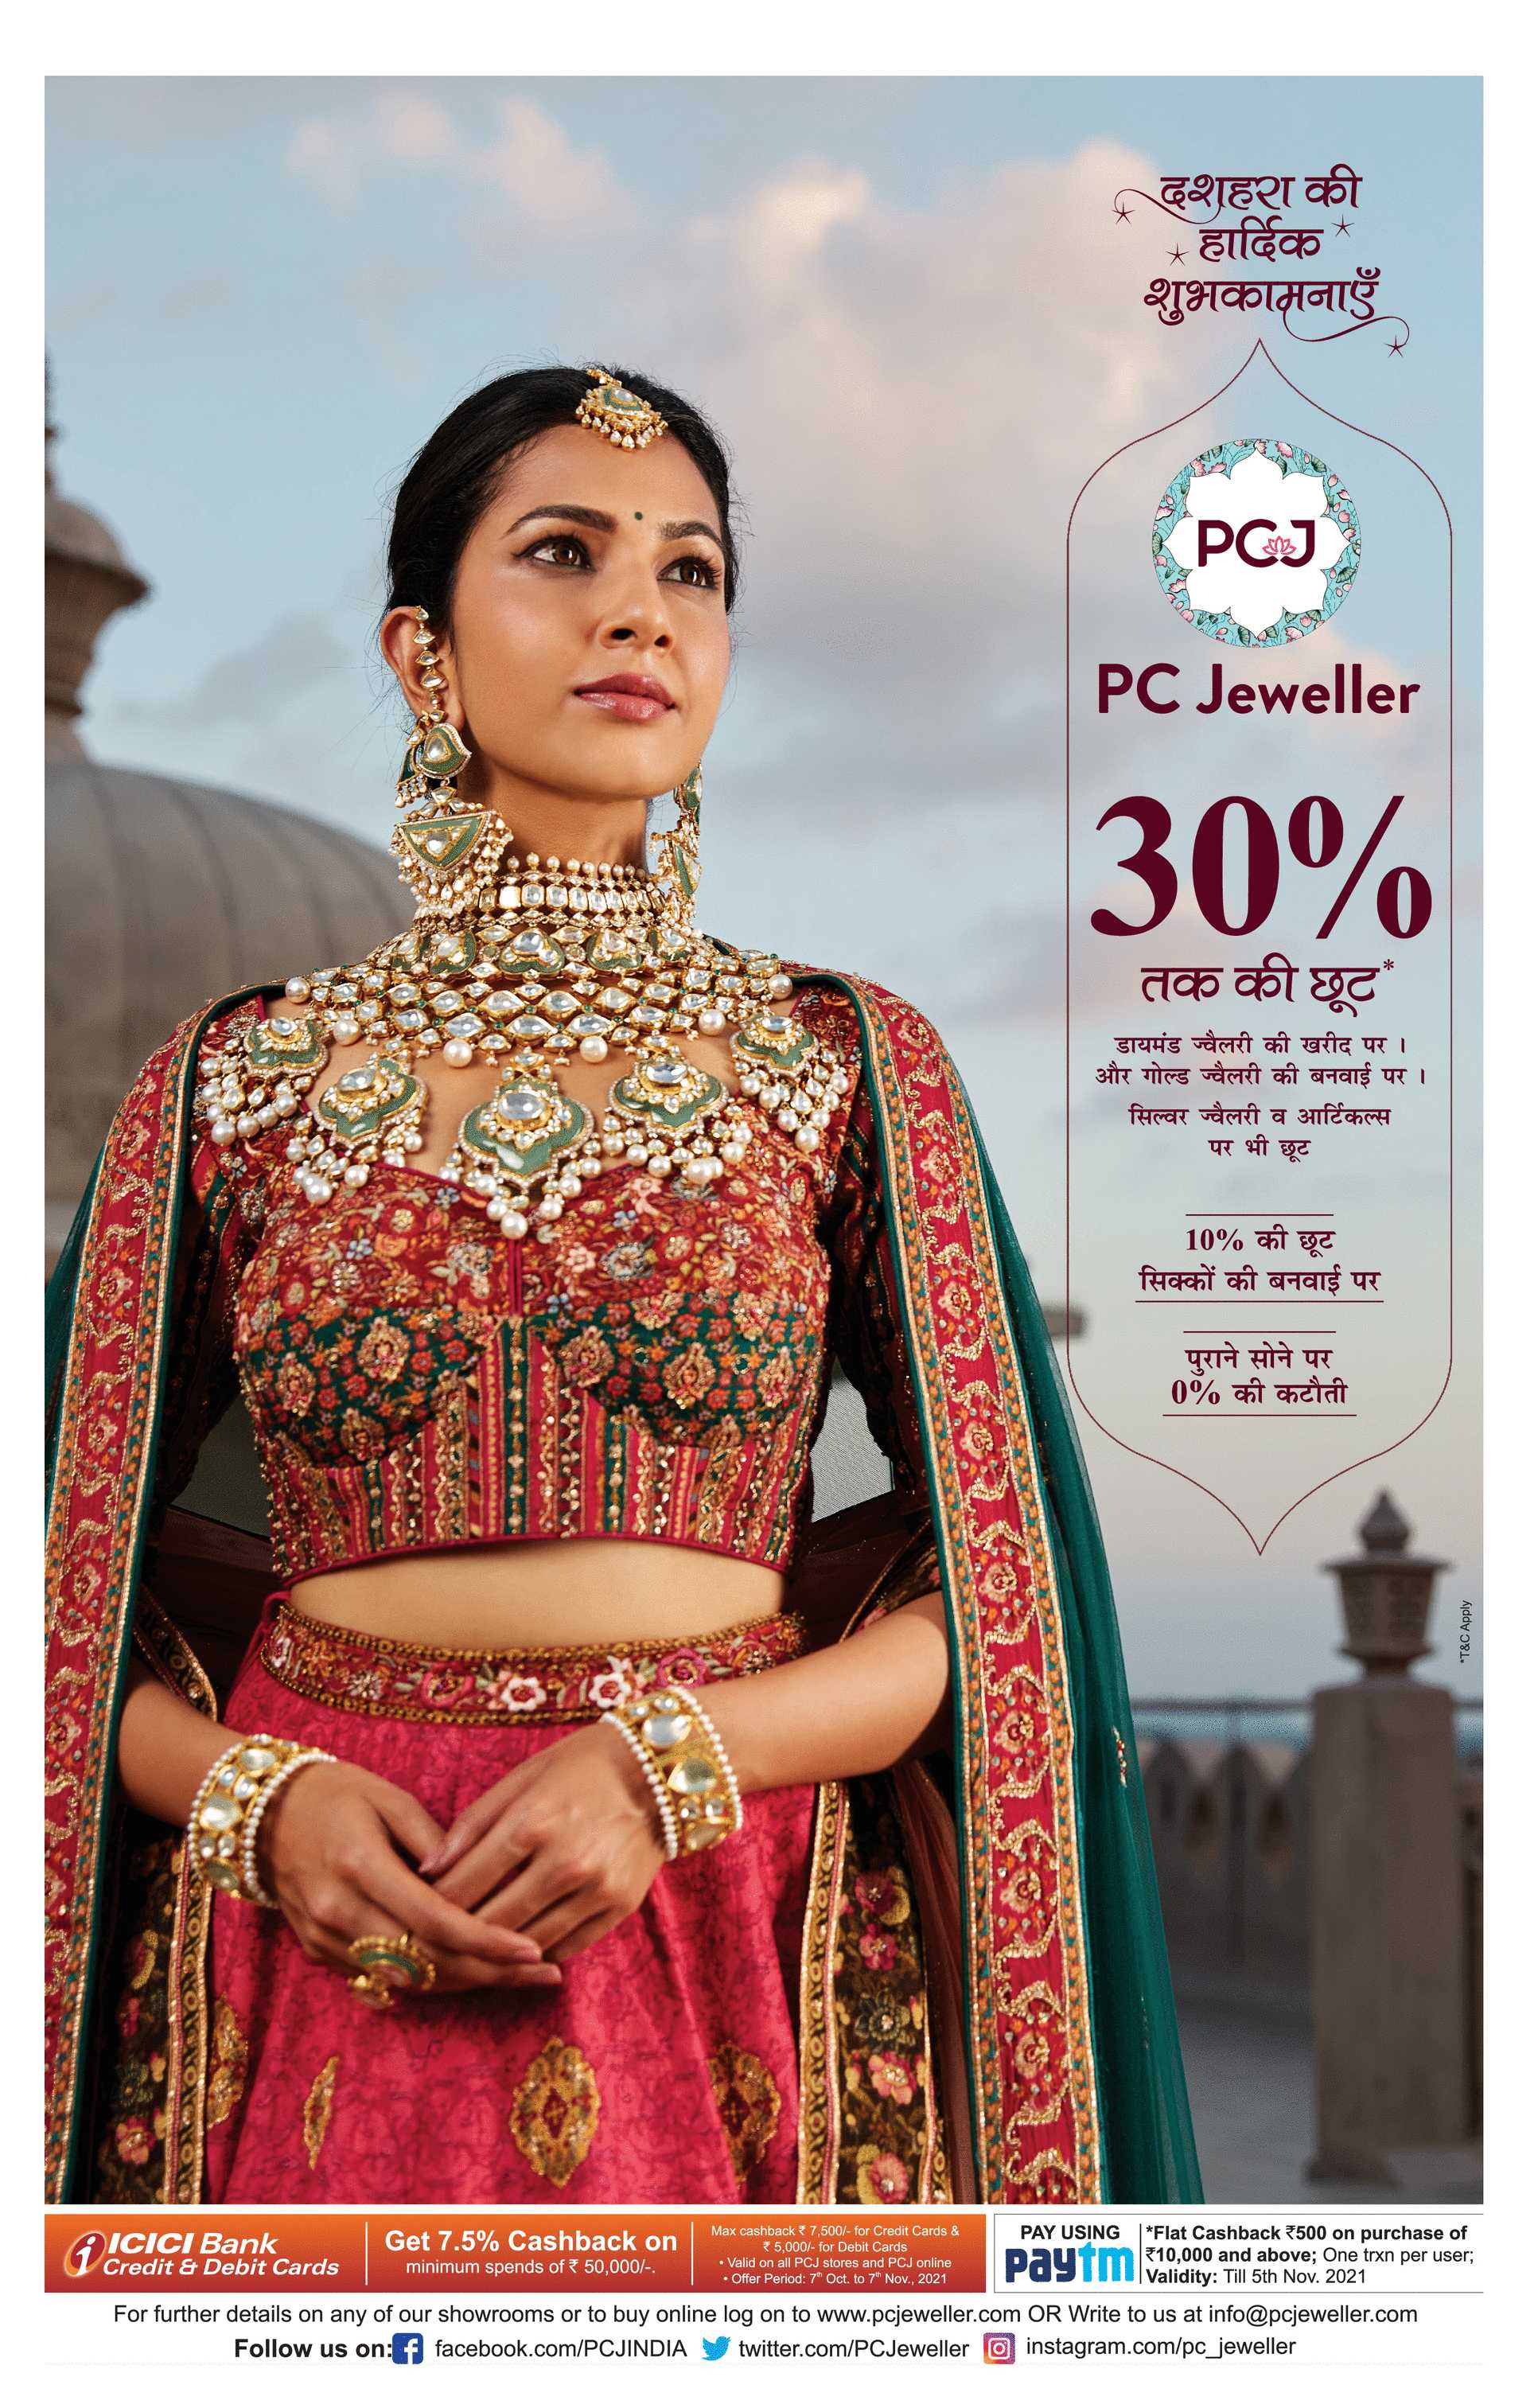 दशहरा की
हार्दिक
शुभकामनाएँ
PCJ
PC Jeweller
30%
तक की छूट*
डायमंड ज्वैलरी की खरीद पर ।
और गोल्ड ज्वैलरी की बनवाई पर ।
सिल्वर ज्वैलरी व आर्टिकल्स
पर भी छूट
10% की छूट
सिक्कों की बनवाई पर
पुराने सोने पर
0% की कटौती
*T&C Apply
ICICI Bank
Credit & Debit Cards
Get 7.5% Cashback on
minimum spends of ₹ 50,000/-.
Max cashback ₹ 7,500/- for Credit Cards &
₹ 5,000/- for Debit Cards
• Valid on all PCJ stores and PCJ online
• Offer Period: 7th Oct. to 7th Nov., 2021
PAY USING
paytm
*Flat Cashback ₹500 on purchase of
₹10,000 and above; One trxn per user;
Validity: Till 5th Nov. 2021
For further details on any of our showrooms or to buy online log on to www.pcjeweller.com OR Write to us at info@pcjeweller.com
Follow us on: facebook.com/PCJINDIA twitter.com/PCJeweller instagram.com/pc_jeweller